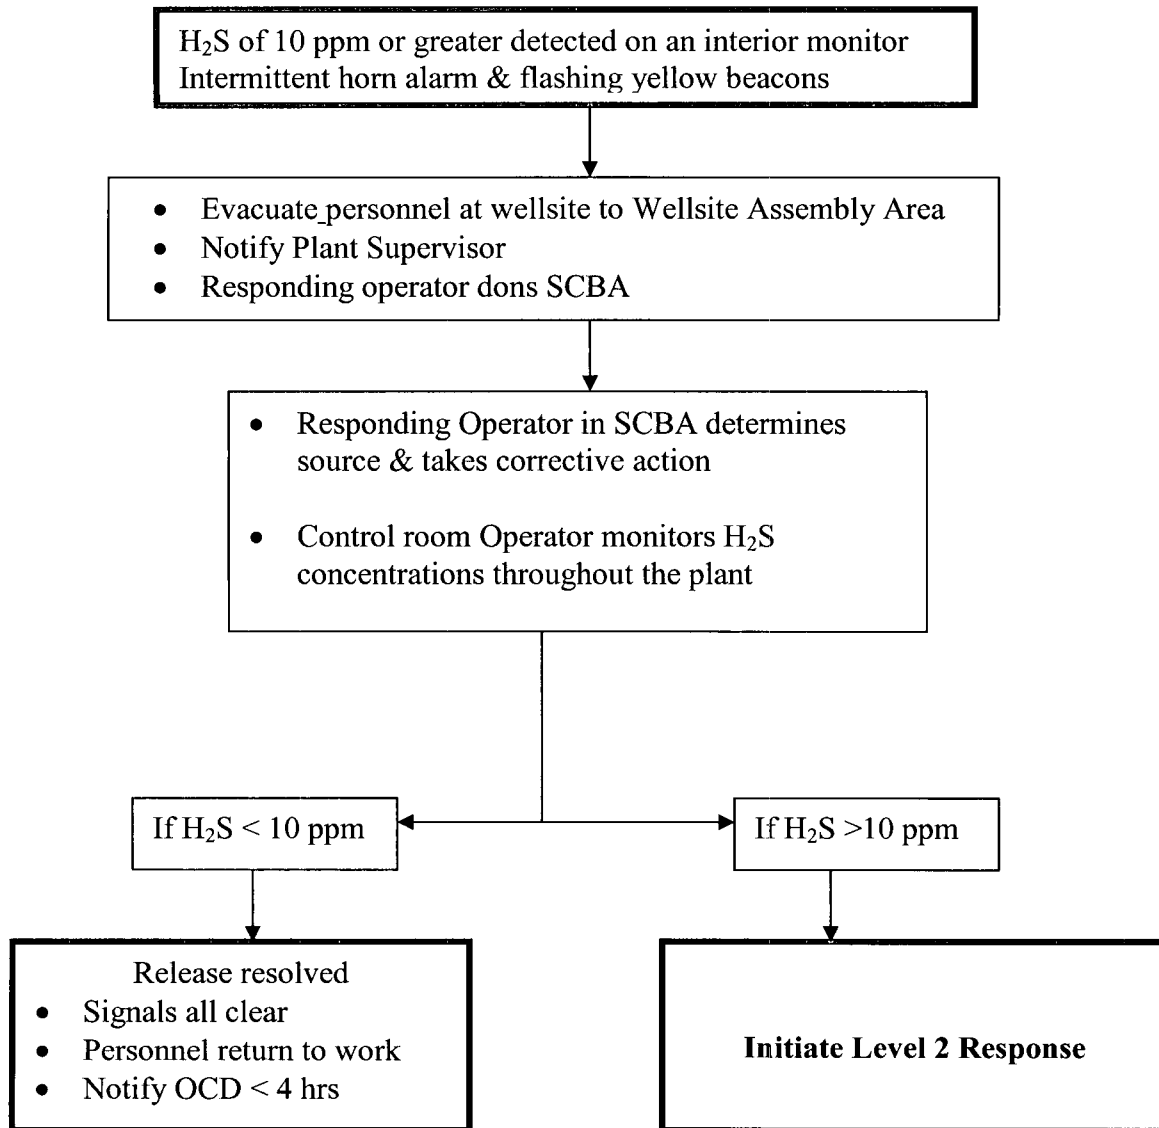 H₂S of 10 ppm or greater detected on an interior monitor
Intermittent horn alarm & flashing yellow beacons
• Evacuate personnel at wellsite to Wellsite Assembly Area
• Notify Plant Supervisor
• Responding operator dons SCBA
• Responding Operator in SCBA determines
source & takes corrective action
• Control room Operator monitors H₂S
concentrations throughout the plant
If H₂S < 10 ppm
If H₂S >10 ppm
Release resolved
• Signals all clear
• Personnel return to work
• Notify OCD < 4 hrs
Initiate Level 2 Response